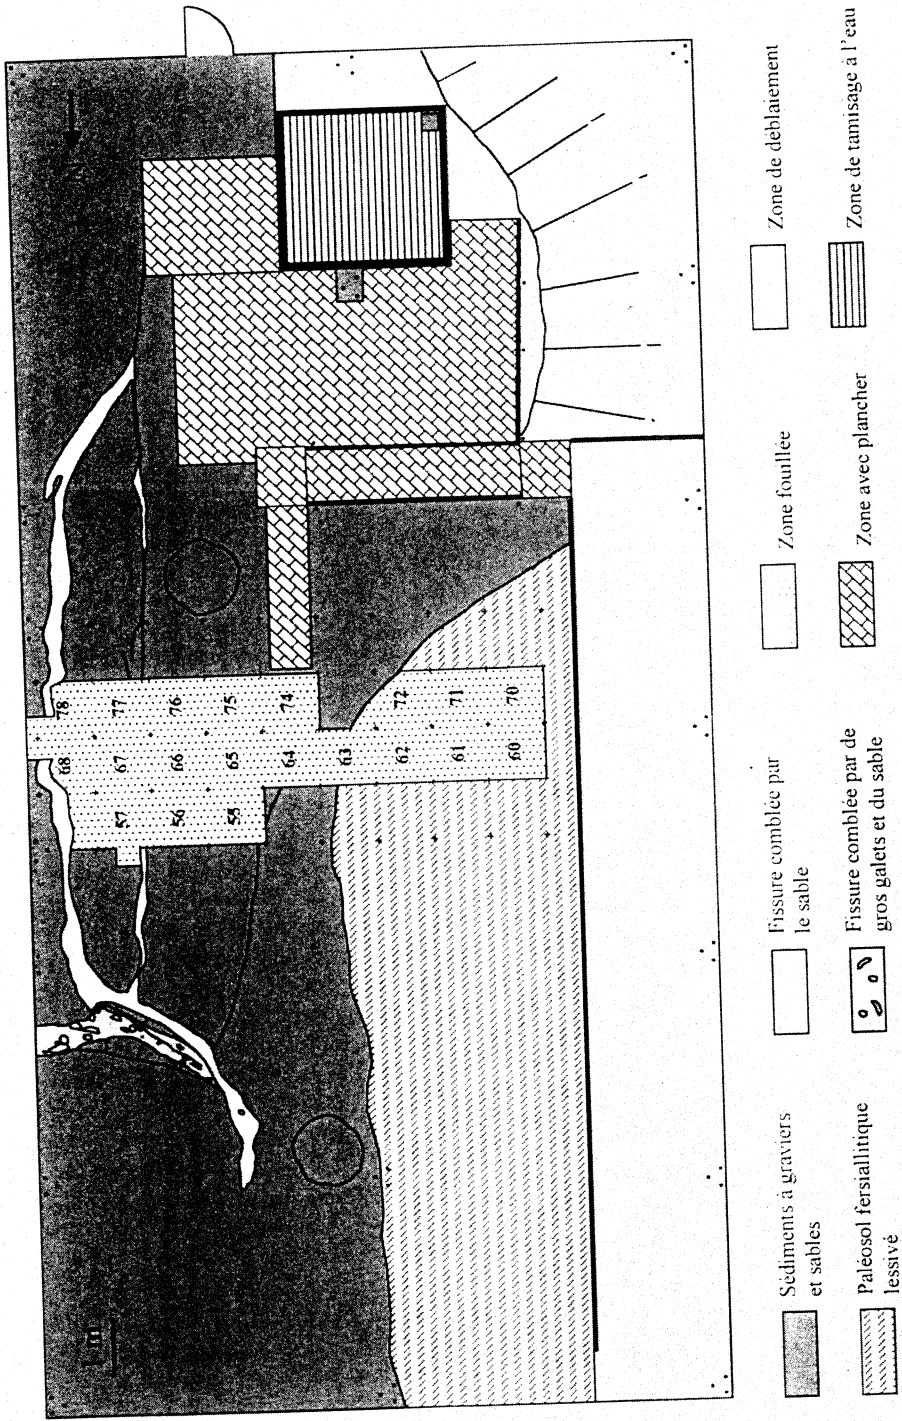 N
1 m
78
77
76
75
74
72
71
70
68
67
66
65
64
63
62
61
60
57
56
55
Sédiments à graviers
et sables
Fissure comblée par
le sable
Zone fouillée
Zone de déblaiement
Paléosol fersiallitique
lessivé
Fissure comblée par de
gros galets et du sable
Zone avec plancher
Zone de tamisage à l'eau